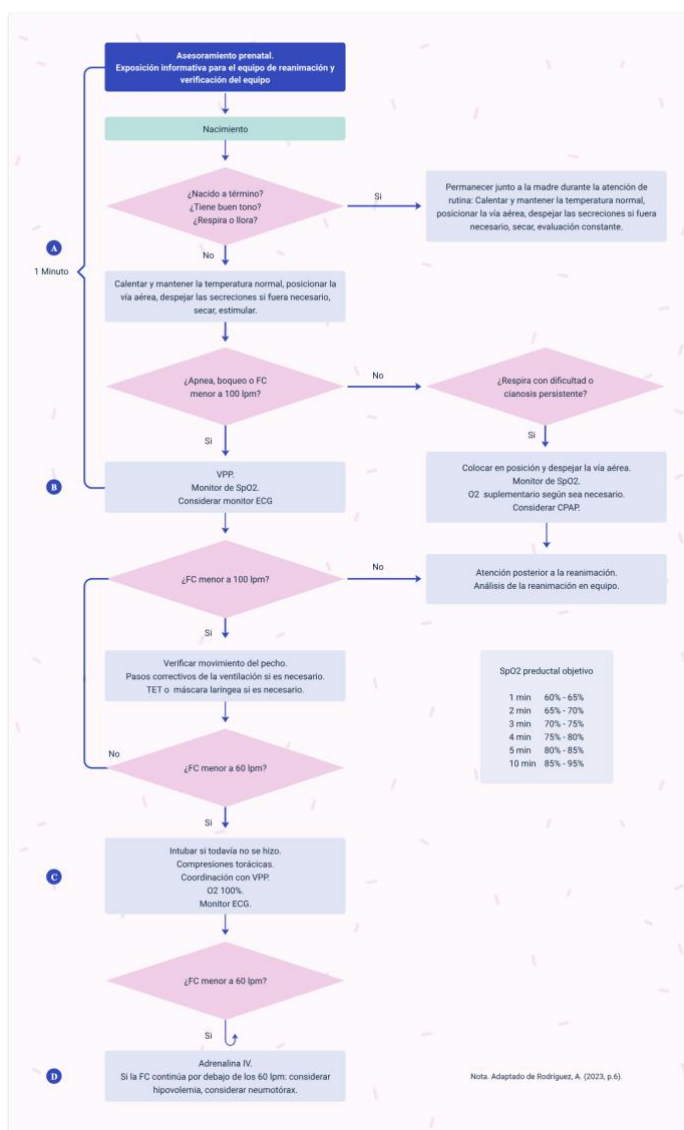 Asesoramiento prenatal.
Exposición informativa para el equipo de reanimación y
verificación del equipo
Nacimiento
¿Nacido a término?
¿Tiene buen tono?
¿Respira o llora?
Si
Permanecer junto a la madre durante la atención de
rutina: Calentar y mantener la temperatura normal,
posicionar la vía aérea, despejar las secreciones si fuera
necesario, secar, evaluación constante.
A
1 Minuto
No
Calentar y mantener la temperatura normal, posicionar la
vía aérea, despejar las secreciones si fuera necesario,
secar, estimular.
¿Apnea, boqueo o FC
menor a 100 lpm?
No
¿Respira con dificultad o
cianosis persistente?
Si
Si
B
VPP.
Monitor de SpO2.
Considerar monitor ECG
Colocar en posición y despejar la vía aérea.
Monitor de SpO2.
O2 suplementario según sea necesario.
Considerar CPAP.
¿FC menor a 100 lpm?
No
Atención posterior a la reanimación.
Análisis de la reanimación en equipo.
Si
Verificar movimiento del pecho.
Pasos correctivos de la ventilación si es necesario.
TET o máscara laríngea si es necesario.
SpO2 preductal objetivo
1 min 60% - 65%
2 min 65% - 70%
3 min 70% - 75%
4 min 75% - 80%
5 min 80% - 85%
10 min 85% - 95%
No
¿FC menor a 60 lpm?
Si
C
Intubar si todavía no se hizo.
Compresiones torácicas.
Coordinación con VPP.
O2 100%.
Monitor ECG.
¿FC menor a 60 lpm?
Si
D
Adrenalina IV.
Si la FC continúa por debajo de los 60 lpm: considerar
hipovolemia, considerar neumotórax.
Nota. Adaptado de Rodríguez, A. (2023, p.6).